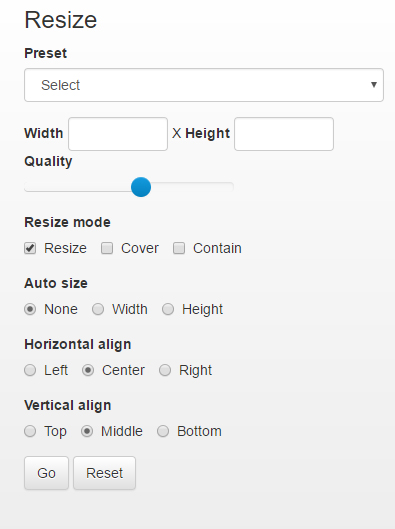 Resize
Preset
Select
Width X Height
Quality
Resize mode
Resize Cover Contain
Auto size
None Width Height
Horizontal align
Left Center Right
Vertical align
Top Middle Bottom
Go Reset